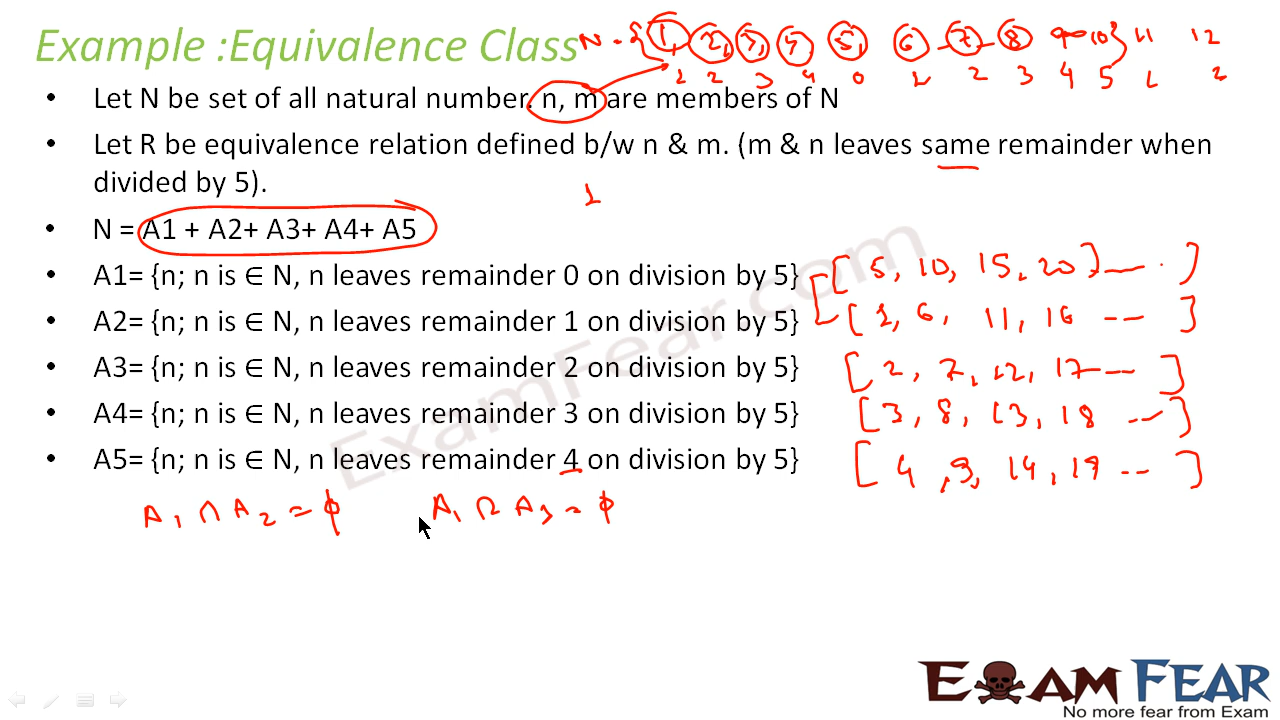 Example :Equivalence Class
N = { 1, 2, 3, 4 5, 6 - 7 - 8 9 10 } 11 12
1 2 3 4 0 1 2 3 4 5 1 2
• Let N be set of all natural number. n, m are members of N
• Let R be equivalence relation defined b/w n & m. (m & n leaves same remainder when
divided by 5).
1
• N = A1 + A2+ A3+ A4+ A5
• A1= {n; n is ∈ N, n leaves remainder 0 on division by 5} [ 5, 10, 15, 20 } --- ]
• A2= {n; n is ∈ N, n leaves remainder 1 on division by 5} [ 1, 6, 11, 16 -- ]
• A3= {n; n is ∈ N, n leaves remainder 2 on division by 5} [ 2, 7, 12, 17 -- ]
• A4= {n; n is ∈ N, n leaves remainder 3 on division by 5} [ 3, 8, 13, 18 -- ]
• A5= {n; n is ∈ N, n leaves remainder 4 on division by 5} [ 4, 9, 14, 19 -- ]
A1 ∩ A2 = ϕ A1 ∩ A3 = ϕ
ExamFear.com
EXAM FEAR
No more fear from Exam